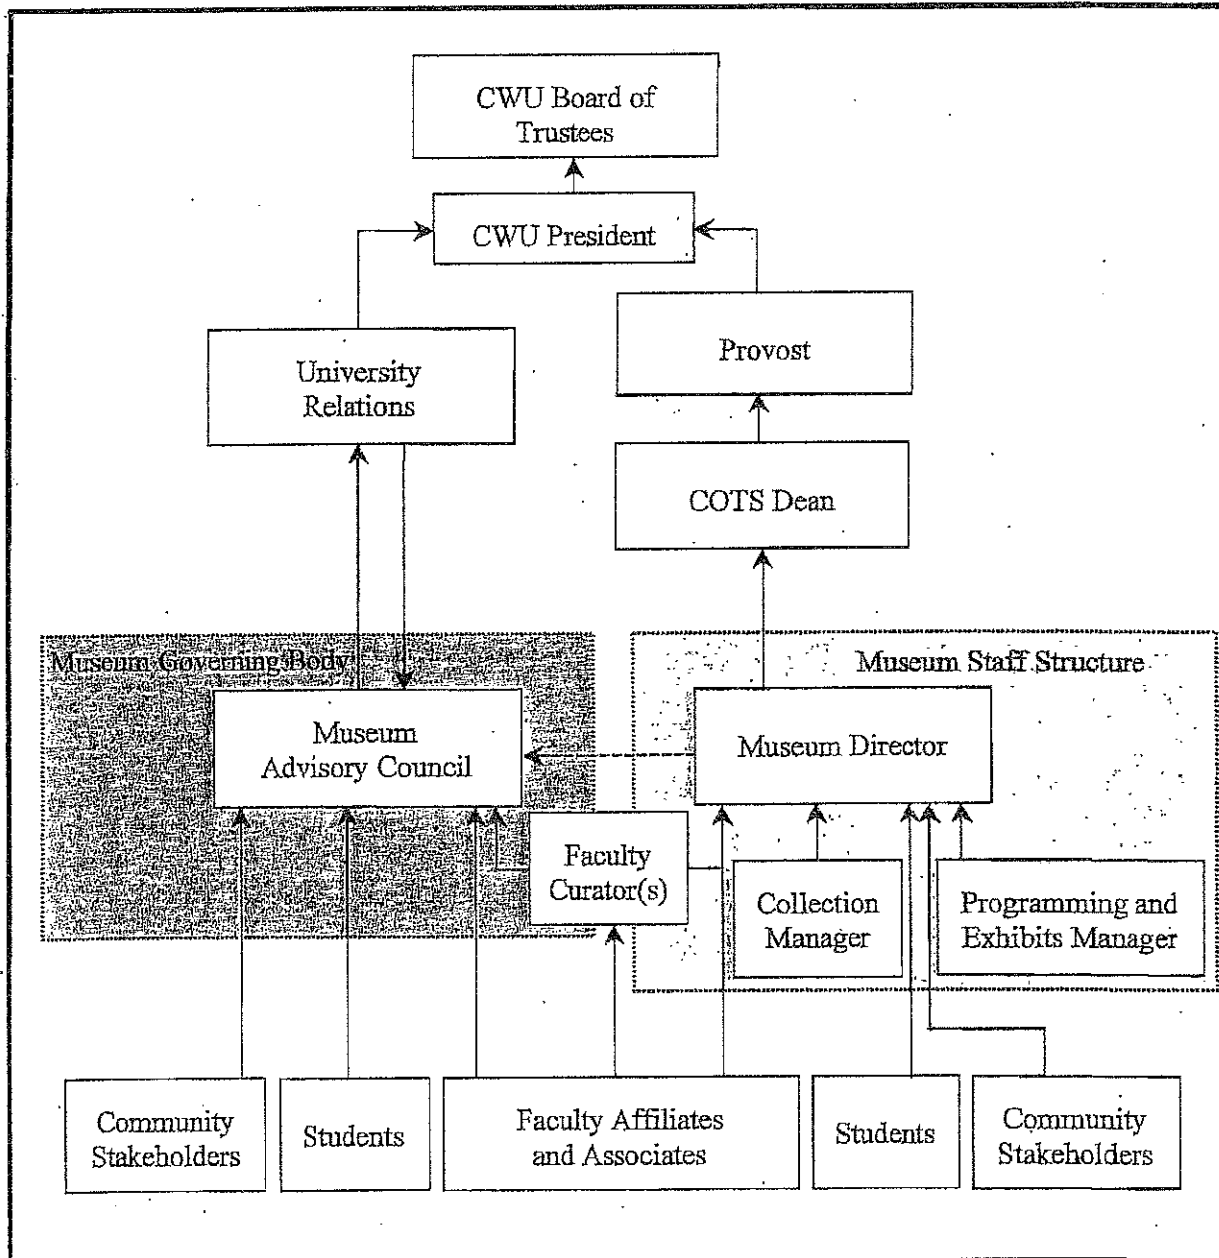 CWU Board of
Trustees
CWU President
Provost
University
Relations
COTS Dean
Museum Governing Body
Museum Staff Structure
Museum
Advisory Council
Museum Director
Faculty
Curator(s)
Collection
Manager
Programming and
Exhibits Manager
Community
Stakeholders
Students
Faculty Affiliates
and Associates
Students
Community
Stakeholders